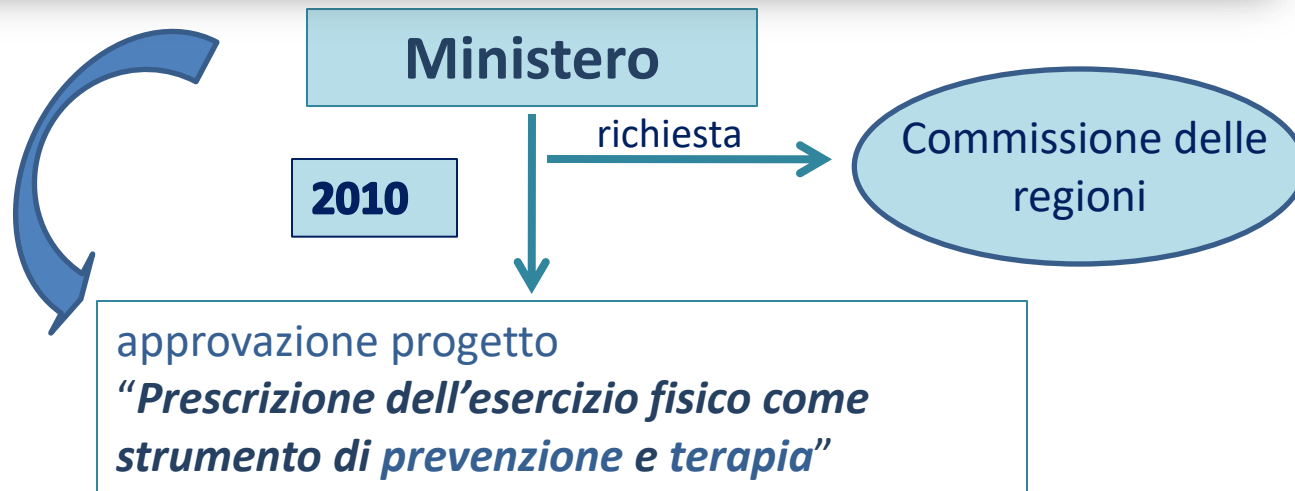 Ministero
richiesta
Commissione delle
regioni
2010
approvazione progetto
“Prescrizione dell’esercizio fisico come
strumento di prevenzione e terapia”